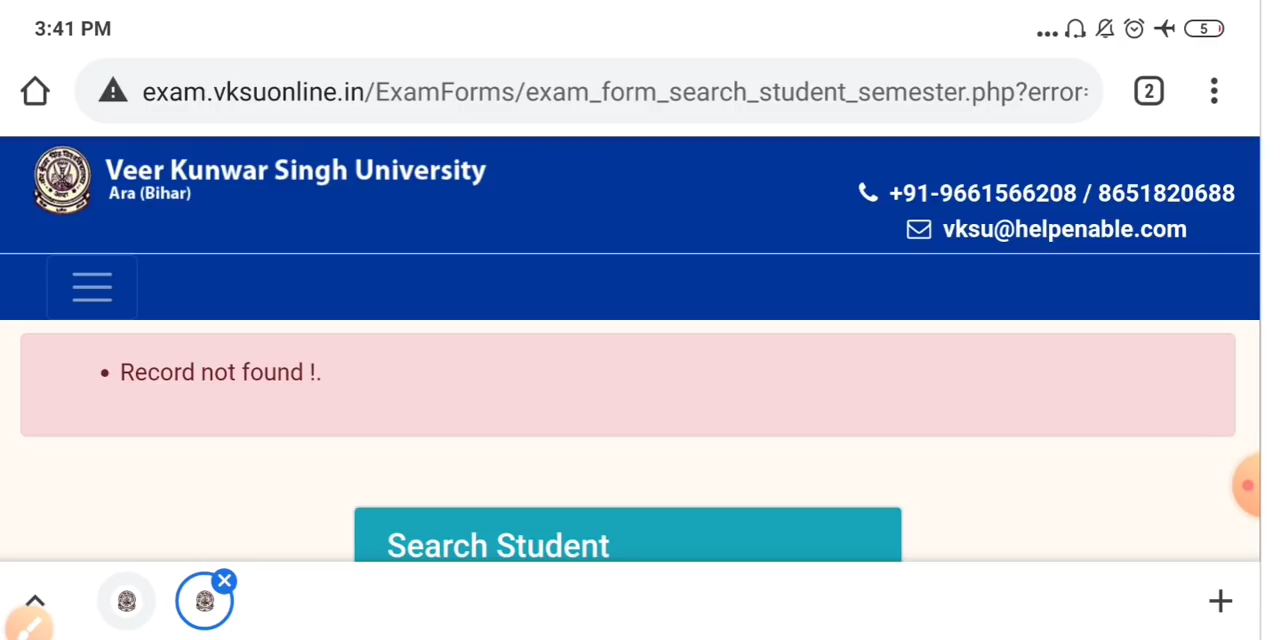 3:41 PM
5
exam.vksuonline.in/ExamForms/exam_form_search_student_semester.php?error:
2
Veer Kunwar Singh University
Ara (Bihar)
+91-9661566208 / 8651820688
vksu@helpenable.com
• Record not found !.
Search Student